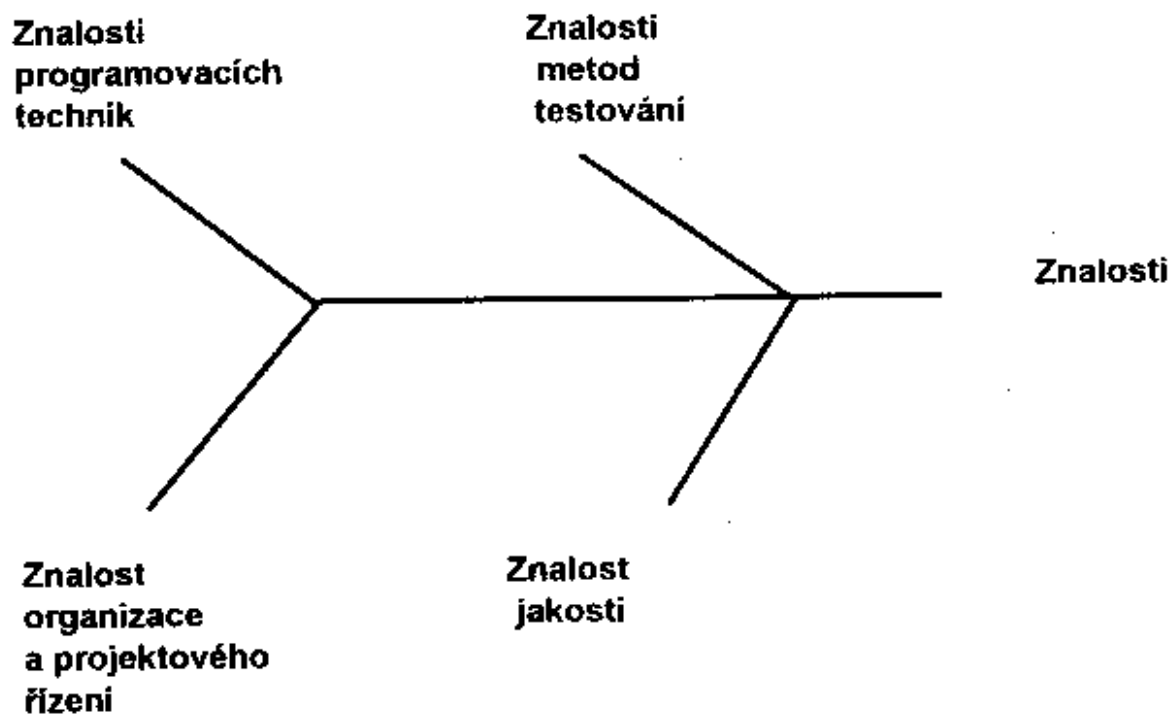 Znalosti
programovacích
technik
Znalosti
metod
testování
Znalosti
Znalost
organizace
a projektového
řízení
Znalost
jakosti